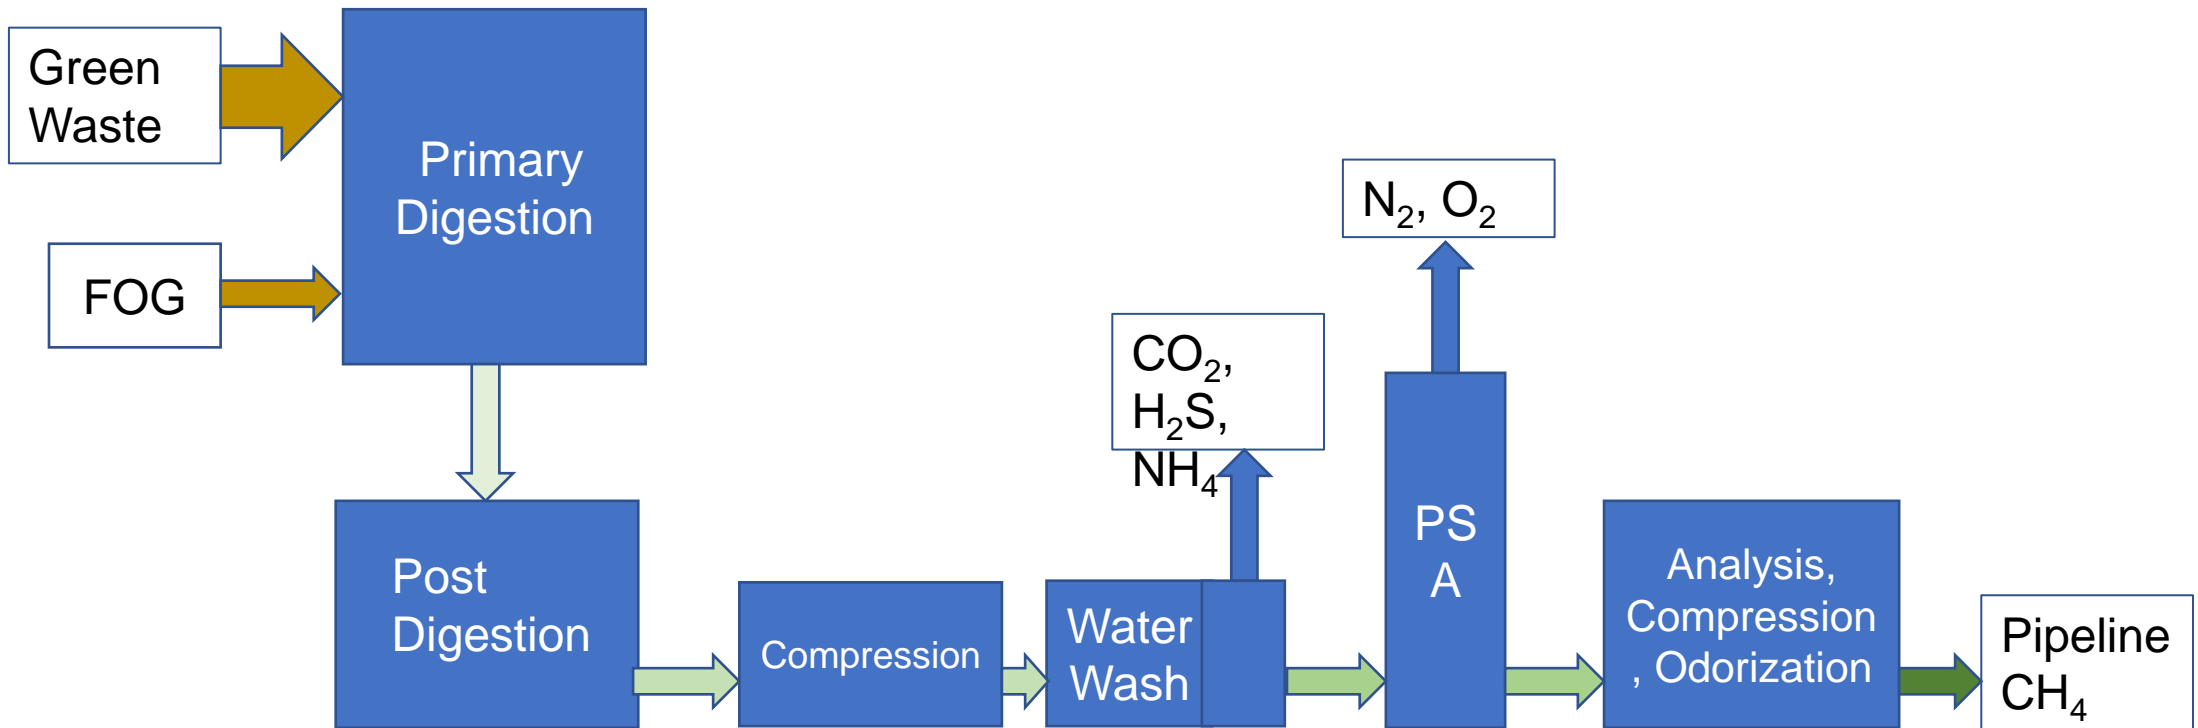 Green
Waste
Primary
Digestion
FOG
N₂, O₂
CO₂,
H₂S,
NH₄
PS
A
Post
Digestion
Compression
Water
Wash
Analysis,
Compression
, Odorization
Pipeline
CH₄